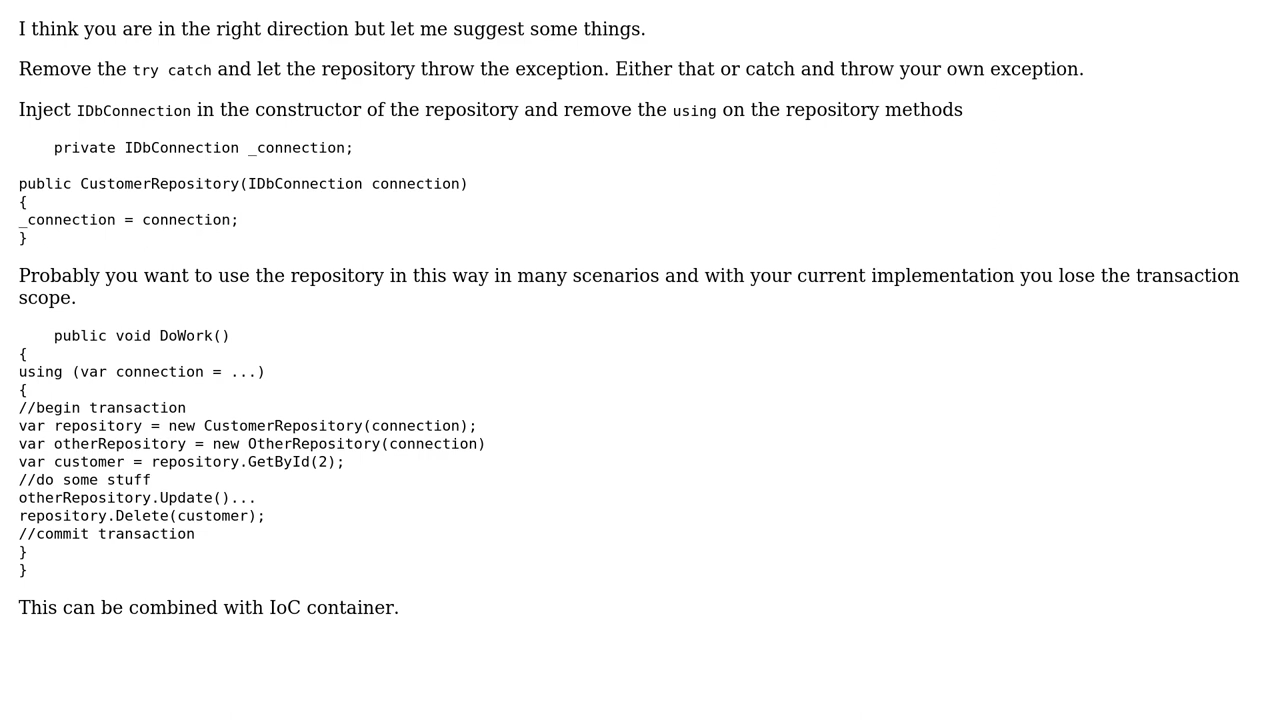 I think you are in the right direction but let me suggest some things.
Remove the try catch and let the repository throw the exception. Either that or catch and throw your own exception.
Inject IDbConnection in the constructor of the repository and remove the using on the repository methods
    private IDbConnection _connection;
public CustomerRepository(IDbConnection connection)
{
_connection = connection;
}
Probably you want to use the repository in this way in many scenarios and with your current implementation you lose the transaction
scope.
    public void DoWork()
{
using (var connection = ...)
{
//begin transaction
var repository = new CustomerRepository(connection);
var otherRepository = new OtherRepository(connection)
var customer = repository.GetById(2);
//do some stuff
otherRepository.Update()...
repository.Delete(customer);
//commit transaction
}
}
This can be combined with IoC container.